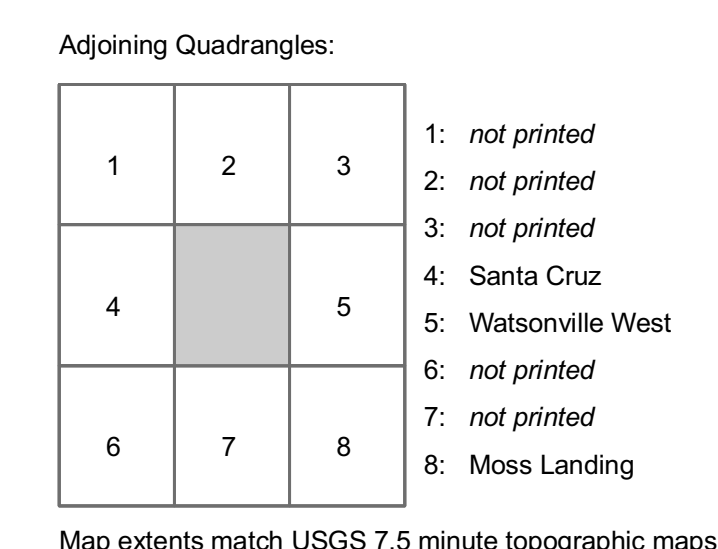 Adjoining Quadrangles:
1 2 3
4 5
6 7 8
1: not printed
2: not printed
3: not printed
4: Santa Cruz
5: Watsonville West
6: not printed
7: not printed
8: Moss Landing
Map extents match USGS 7.5 minute topographic maps